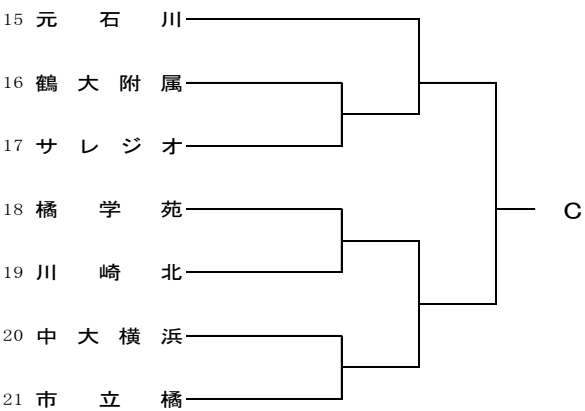 15 元石川
16 鶴大附属
17 サレジオ
18 橘学苑
19 川崎北
20 中大横浜
21 市立橘
C